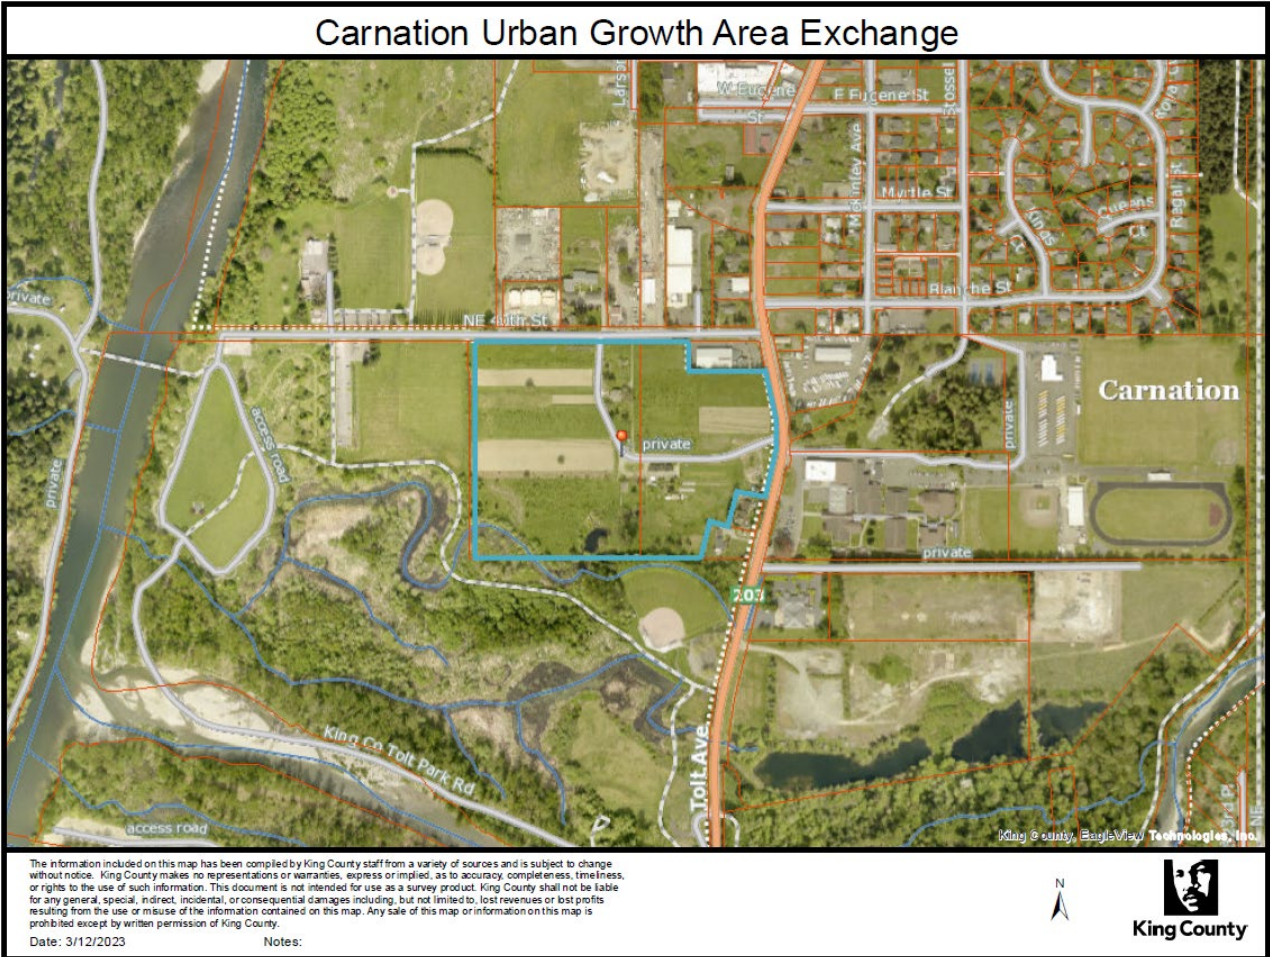 Carnation Urban Growth Area Exchange
Larson
W Eugene
St
E Eugene St
Stossel
McKinley Ave
Myrtle St
Kings
Ct
Queens
Ct
Regal St
Blanche St
private
NE 40th St
Carnation
access road
private
private
private
private
203
King Co Tolt Park Rd
Tolt Ave
access road
3rd Pl
NE
King County, EagleView Technologies, Inc.
The information included on this map has been compiled by King County staff from a variety of sources and is subject to change
without notice. King County makes no representations or warranties, express or implied, as to accuracy, completeness, timeliness,
or rights to the use of such information. This document is not intended for use as a survey product. King County shall not be liable
for any general, special, indirect, incidental, or consequential damages including, but not limited to, lost revenues or lost profits
resulting from the use or misuse of the information contained on this map. Any sale of this map or information on this map is
prohibited except by written permission of King County.
Date: 3/12/2023
Notes:
N
King County